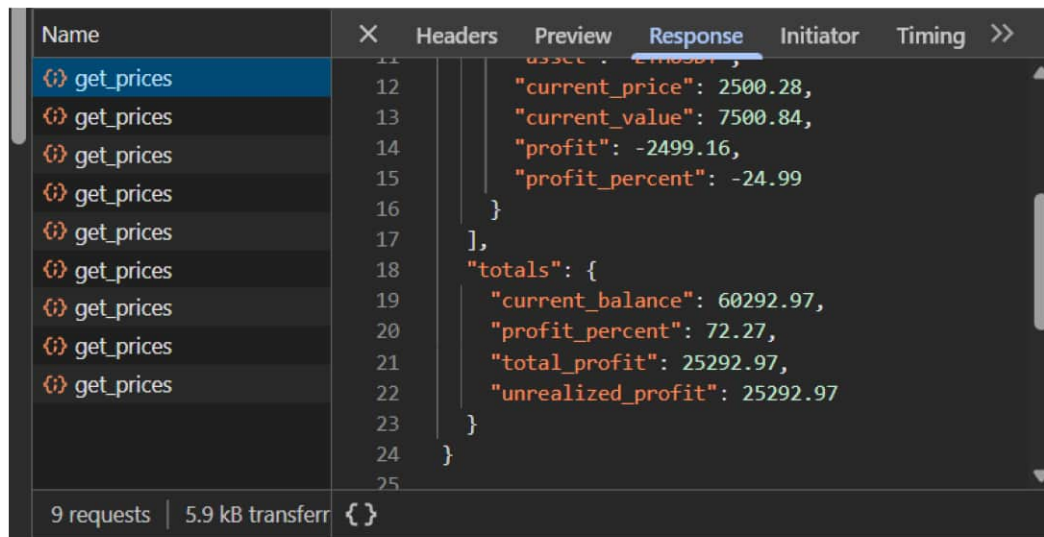 Name
Headers Preview Response Initiator Timing
get_prices
get_prices
get_prices
get_prices
get_prices
get_prices
get_prices
get_prices
get_prices
11 "asset":
12 "current_price": 2500.28,
13 "current_value": 7500.84,
14 "profit": -2499.16,
15 "profit_percent": -24.99
16 }
17 ],
18 "totals": {
19 "current_balance": 60292.97,
20 "profit_percent": 72.27,
21 "total_profit": 25292.97,
22 "unrealized_profit": 25292.97
23 }
24 }
25
9 requests 5.9 kB transferr {}